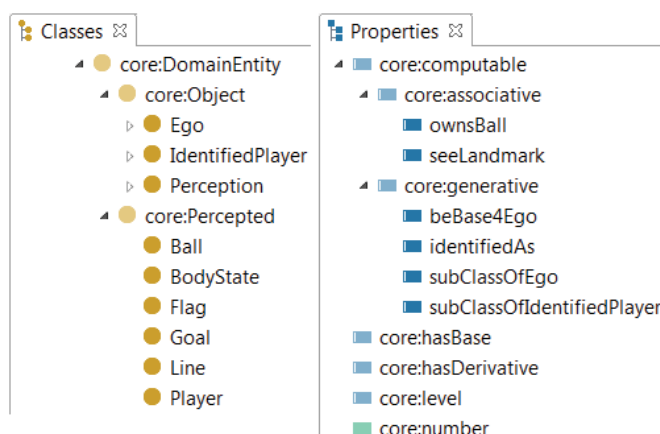 Classes
core:DomainEntity
core:Object
Ego
IdentifiedPlayer
Perception
core:Percepted
Ball
BodyState
Flag
Goal
Line
Player
Properties
core:computable
core:associative
ownsBall
seeLandmark
core:generative
beBase4Ego
identifiedAs
subClassOfEgo
subClassOfIdentifiedPlayer
core:hasBase
core:hasDerivative
core:level
core:number